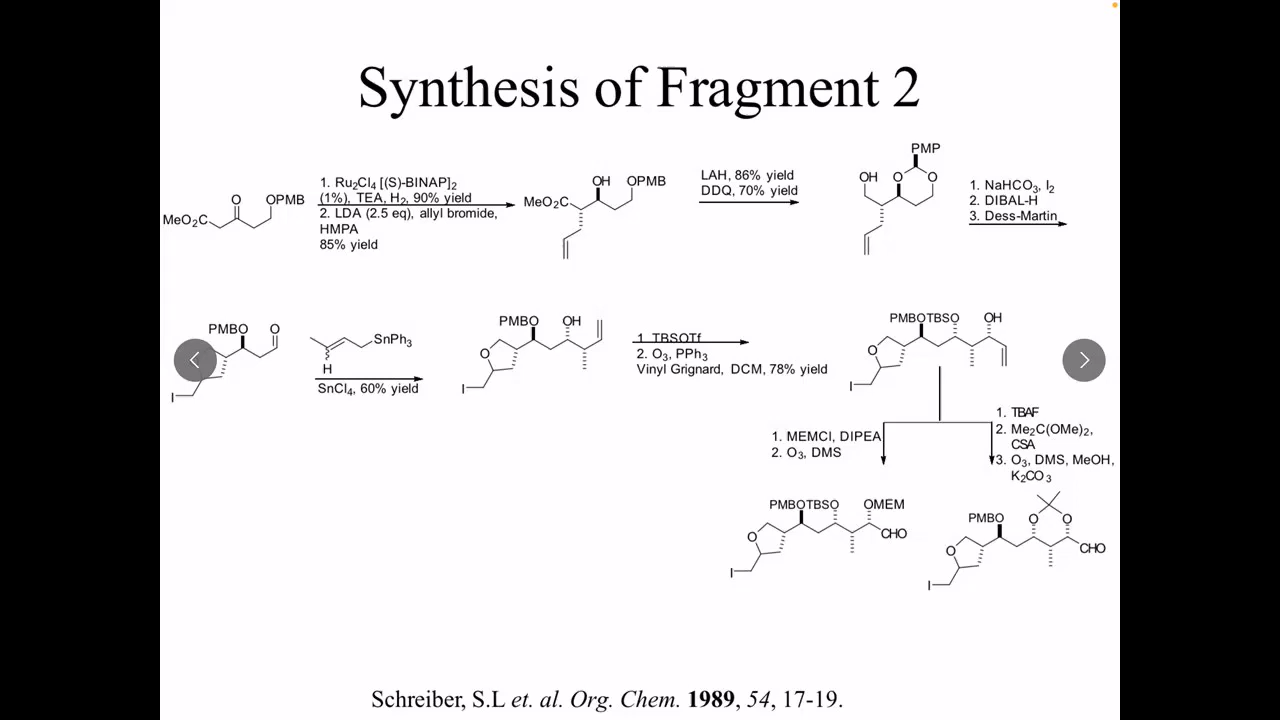 Synthesis of Fragment 2
MeO₂C
O
OPMB
1. Ru₂Cl₄ [(S)-BINAP]₂
(1%), TEA, H₂, 90% yield
2. LDA (2.5 eq), allyl bromide,
HMPA
85% yield
MeO₂C
OH
OPMB
LAH, 86% yield
DDQ, 70% yield
OH
PMP
O
O
1. NaHCO₃, I₂
2. DIBAL-H
3. Dess-Martin
PMBO
O
I
SnPh₃
H
SnCl₄, 60% yield
PMBO
OH
O
I
1. TBSOTf
2. O₃, PPh₃
Vinyl Grignard, DCM, 78% yield
PMBO
TBSO
OH
O
I
1. MEMCl, DIPEA
2. O₃, DMS
1. TBAF
2. Me₂C(OMe)₂,
CSA
3. O₃, DMS, MeOH,
K₂CO₃
PMBO
TBSO
OMEM
CHO
O
I
PMBO
O
O
CHO
O
I
Schreiber, S.L et. al. Org. Chem. 1989, 54, 17-19.